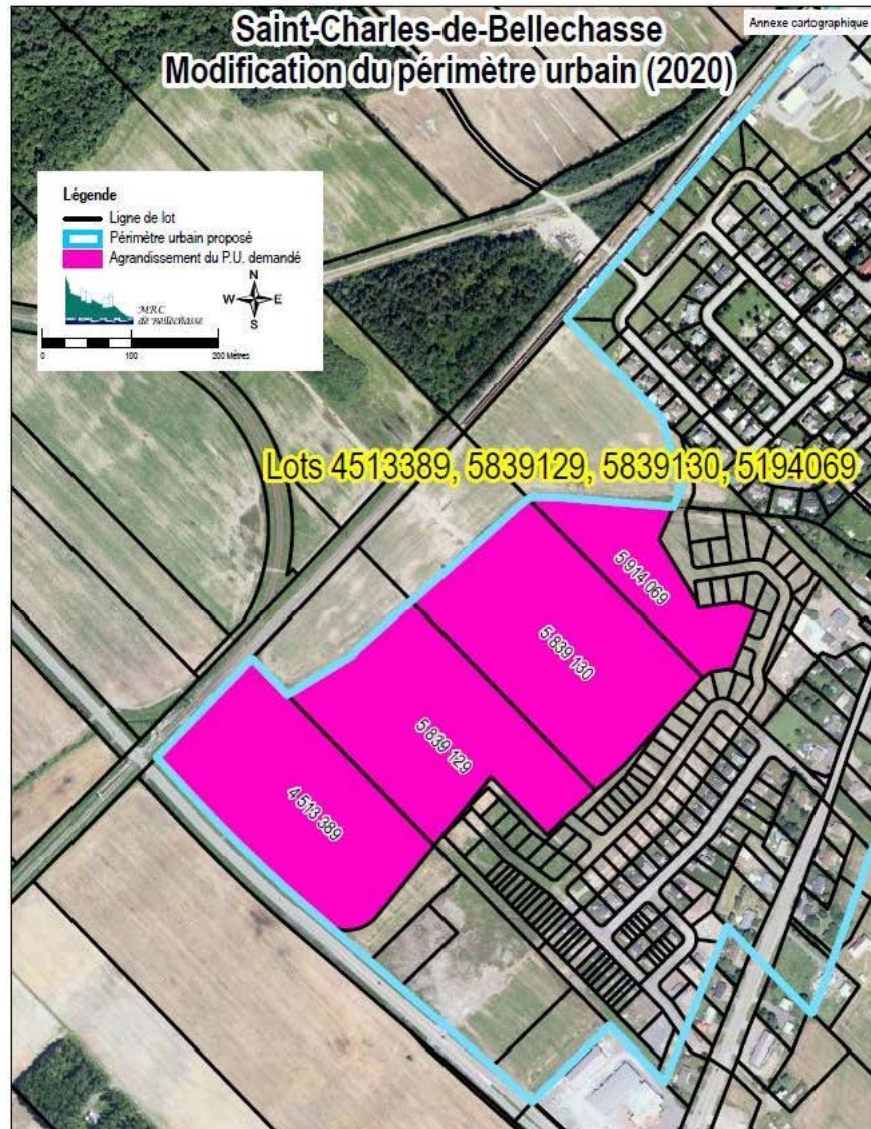 Annexe cartographique
Saint-Charles-de-Bellechasse
Modification du périmètre urbain (2020)
Légende
Ligne de lot
Périmètre urbain proposé
Agrandissement du P.U. demandé
N
W E
S
MRC
de Bellechasse
0 100 200 Mètres
Lots 4513389, 5839129, 5839130, 5194069
5 914 069
5 839 130
5 839 129
4 513 389